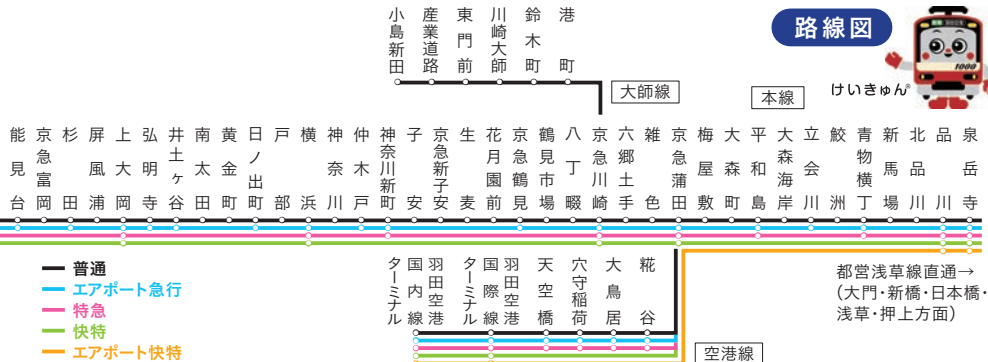 小島新田
産業道路
東門前
川崎大師
鈴木町
港町
大師線
路線図
けいきゅん
1000
本線
能見台
京急富岡
杉田
屏風浦
上大岡
弘明寺
井土ヶ谷
南太田
黄金町
日ノ出町
戸部
横浜
神奈川
仲木戸
神奈川新町
子安
京急新子安
生麦
花月園前
京急鶴見
鶴見市場
八丁畷
京急川崎
六郷土手
雑色
京急蒲田
梅屋敷
大森町
平和島
大森海岸
立会川
鮫洲
青物横丁
新馬場
北品川
品川
泉岳寺
普通
エアポート急行
特急
快特
エアポート快特
羽田空港
国内線
ターミナル
羽田空港
国際線
ターミナル
天空橋
穴守稲荷
大鳥居
糀谷
空港線
都営浅草線直通→
(大門・新橋・日本橋・
浅草・押上方面)